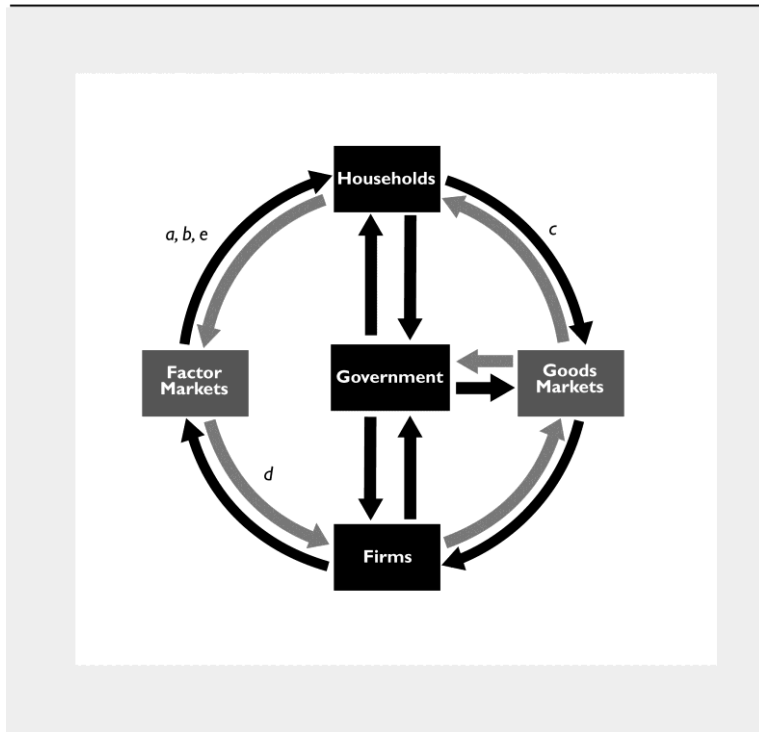 Households
a, b, e
c
Factor
Markets
Government
Goods
Markets
d
Firms